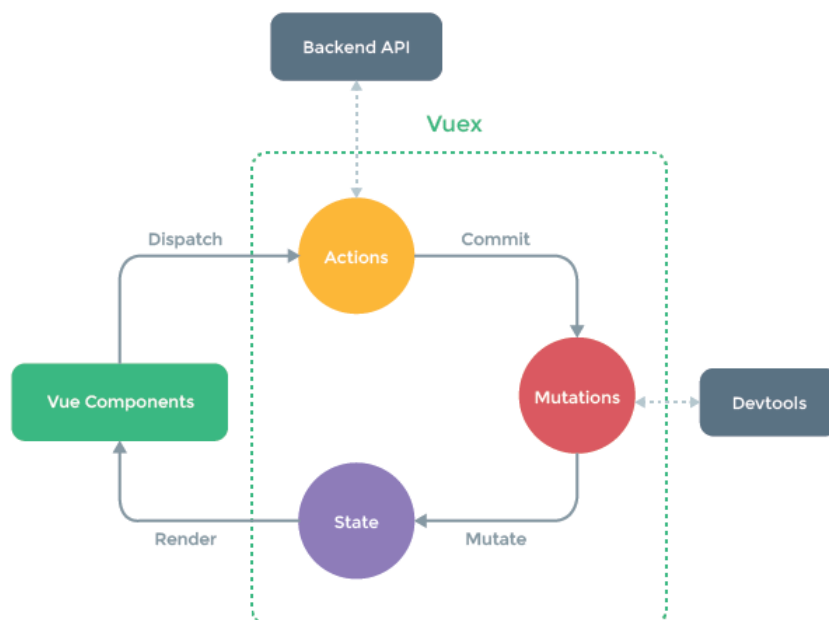 Backend API
Vuex
Dispatch
Actions
Commit
Vue Components
Mutations
Devtools
State
Render
Mutate